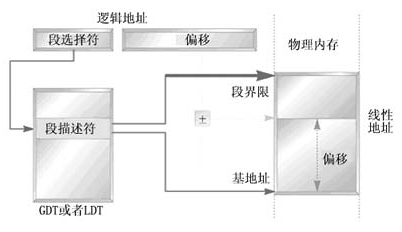 逻辑地址
段选择符
偏移
物理内存
段界限
线性
地址
段描述符
+
偏移
基地址
GDT或者LDT